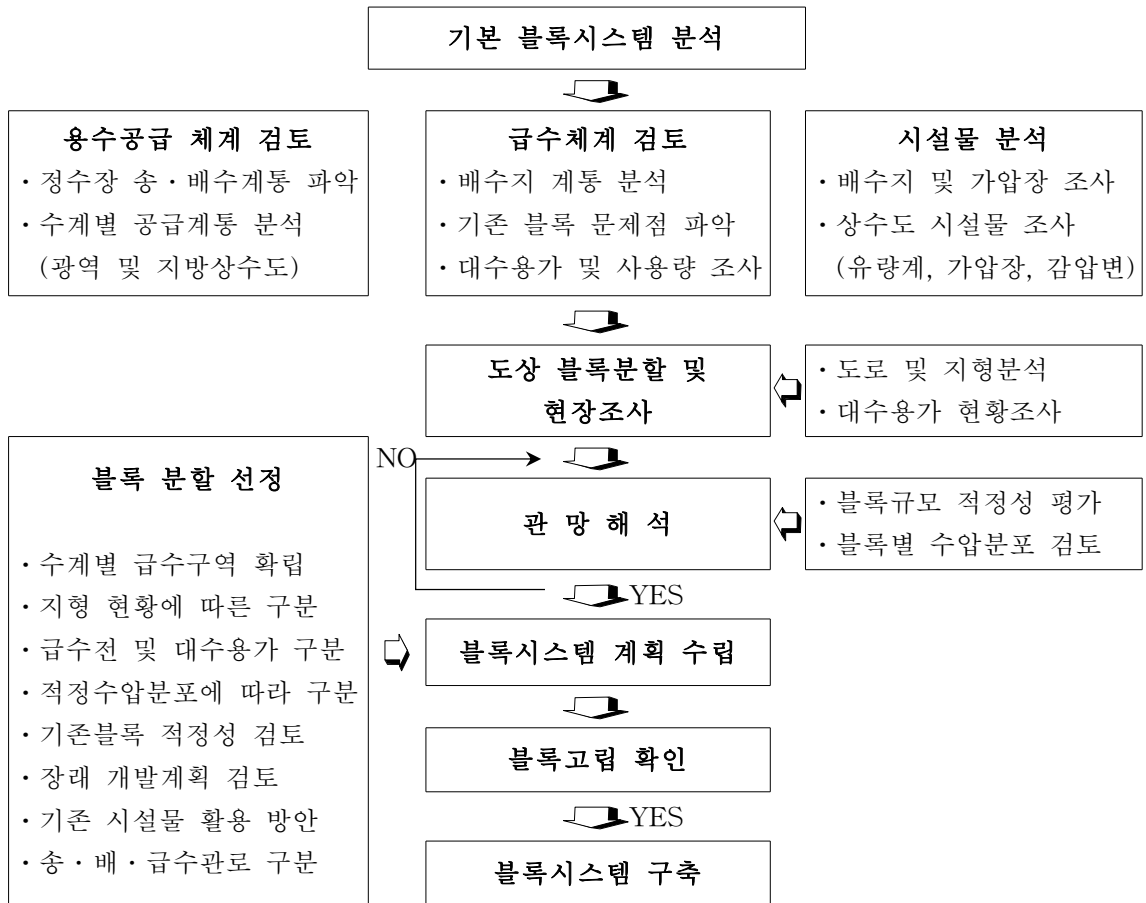 기본 블록시스템 분석
용수공급 체계 검토
· 정수장 송 · 배수계통 파악
· 수계별 공급계통 분석
(광역 및 지방상수도)
급수체계 검토
· 배수지 계통 분석
· 기존 블록 문제점 파악
· 대수용가 및 사용량 조사
시설물 분석
· 배수지 및 가압장 조사
· 상수도 시설물 조사
(유량계, 가압장, 감압변)
도상 블록분할 및
현장조사
· 도로 및 지형분석
· 대수용가 현황조사
NO
관 망 해 석
· 블록규모 적정성 평가
· 블록별 수압분포 검토
YES
블록 분할 선정
· 수계별 급수구역 확립
· 지형 현황에 따른 구분
· 급수전 및 대수용가 구분
· 적정수압분포에 따라 구분
· 기존블록 적정성 검토
· 장래 개발계획 검토
· 기존 시설물 활용 방안
· 송 · 배 · 급수관로 구분
블록시스템 계획 수립
블록고립 확인
YES
블록시스템 구축